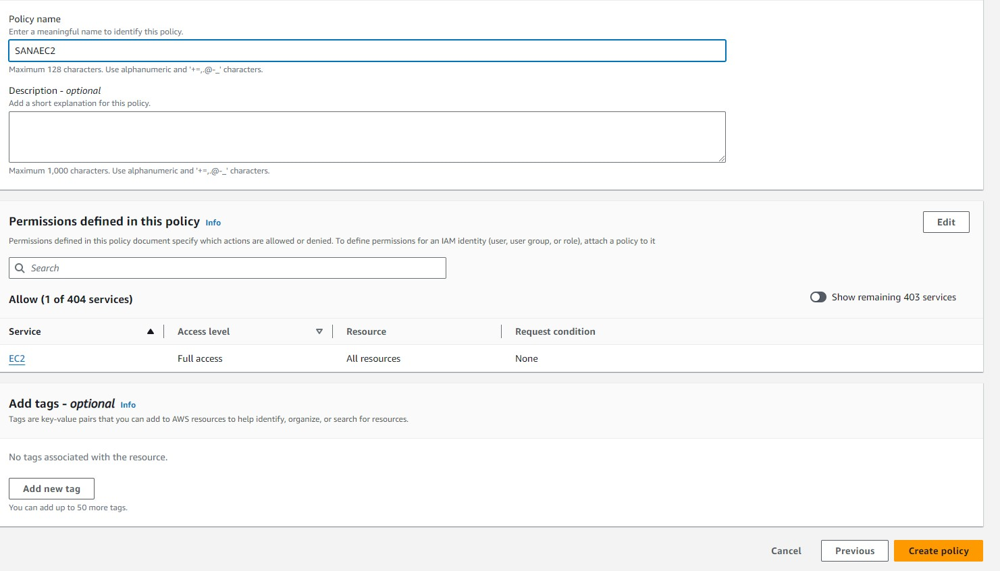 Policy name
Enter a meaningful name to identify this policy.
SANAEC2
Maximum 128 characters. Use alphanumeric and '+=,.@-_' characters.
Description - optional
Add a short explanation for this policy.
Maximum 1,000 characters. Use alphanumeric and '+=,.@-_' characters.
Permissions defined in this policy Info
Edit
Permissions defined in this policy document specify which actions are allowed or denied. To define permissions for an IAM identity (user, user group, or role), attach a policy to it
Search
Allow (1 of 404 services)
Show remaining 403 services
Service Access level Resource Request condition
EC2 Full access All resources None
Add tags - optional Info
Tags are key-value pairs that you can add to AWS resources to help identify, organize, or search for resources.
No tags associated with the resource.
Add new tag
You can add up to 50 more tags.
Cancel Previous Create policy